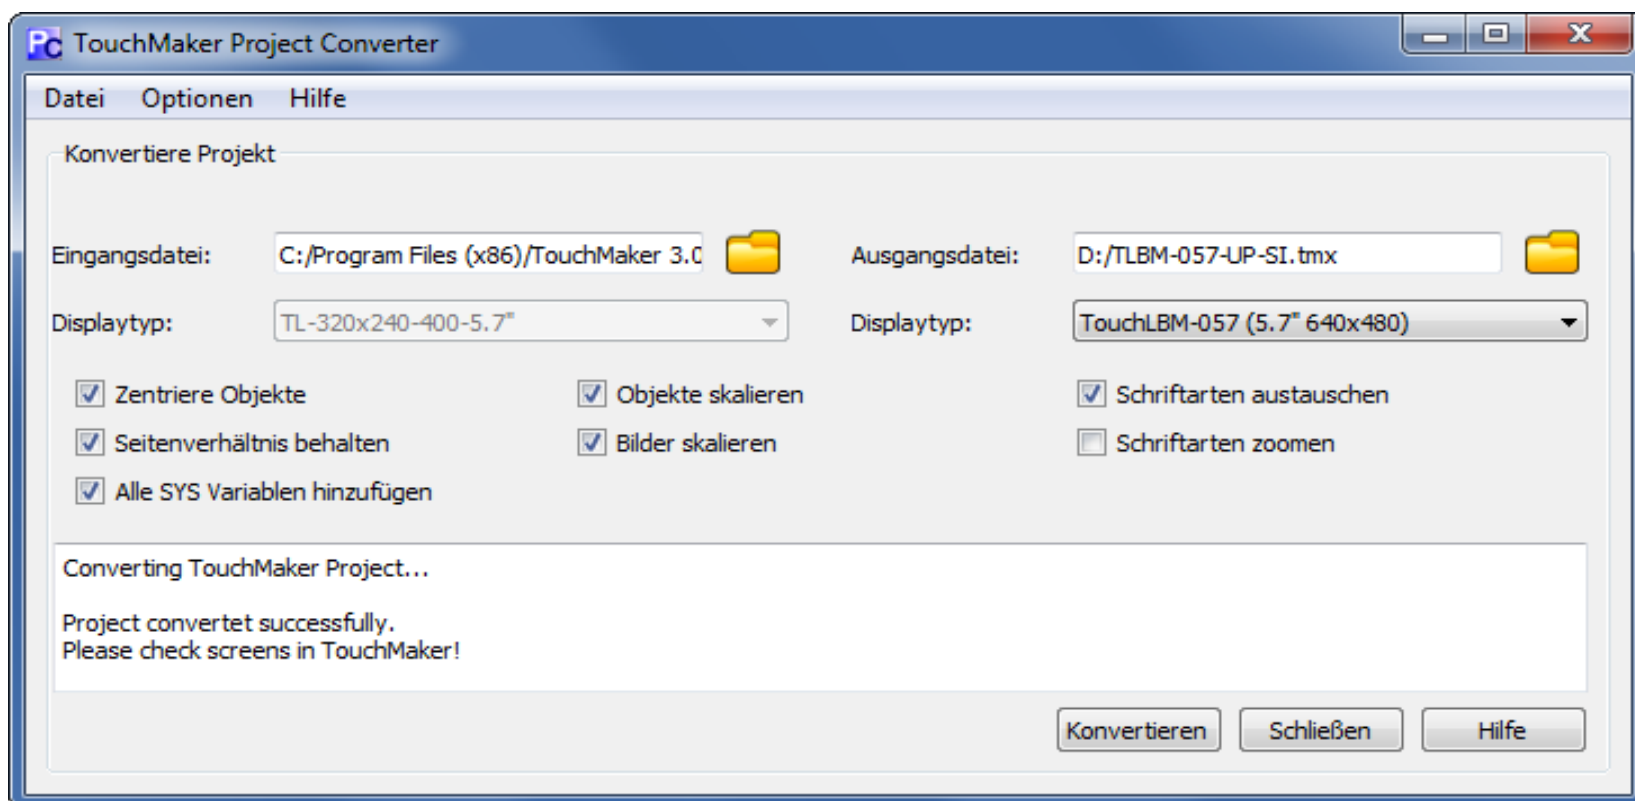 Pc TouchMaker Project Converter
Datei Optionen Hilfe
Konvertiere Projekt
Eingangsdatei: C:/Program Files (x86)/TouchMaker 3.0 Ausgangsdatei: D:/TLBM-057-UP-SI.tmx
Displaytyp: TL-320x240-400-5.7" Displaytyp: TouchLBM-057 (5.7" 640x480)
Zentriere Objekte Objekte skalieren Schriftarten austauschen
Seitenverhältnis behalten Bilder skalieren Schriftarten zoomen
Alle SYS Variablen hinzufügen
Converting TouchMaker Project...
Project convertet successfully.
Please check screens in TouchMaker!
Konvertieren Schließen Hilfe